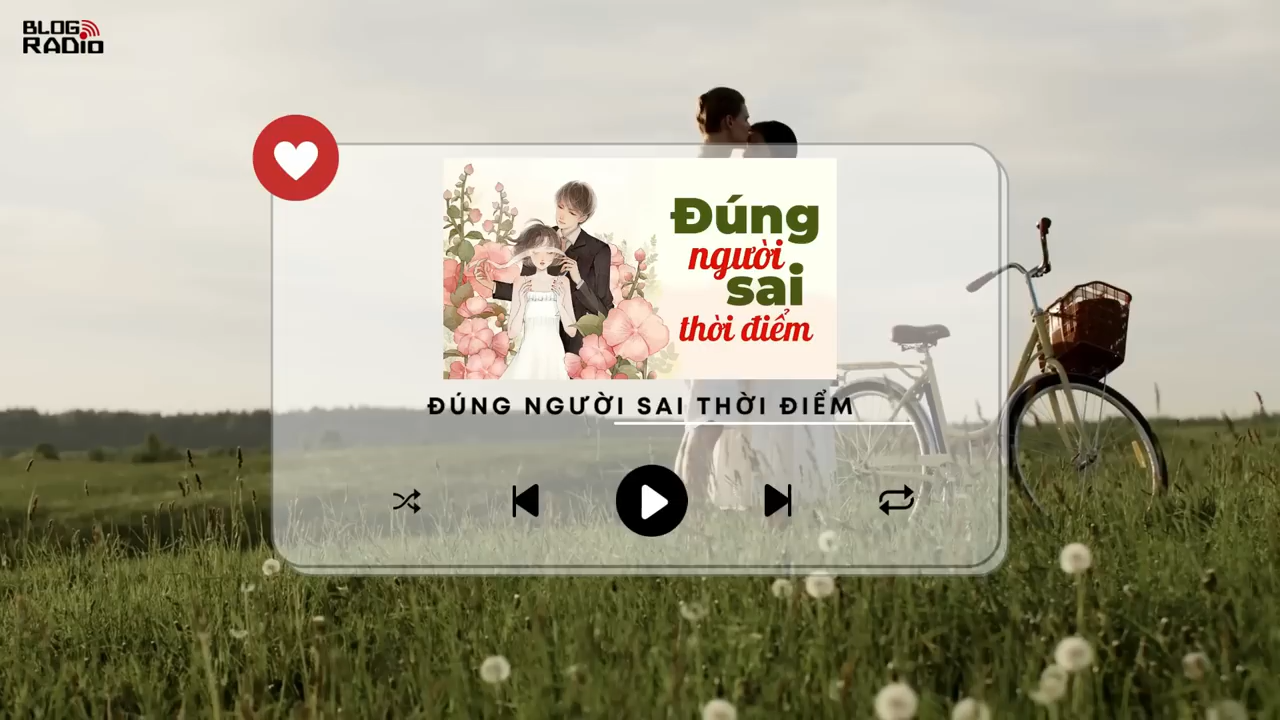 BLOG
RADIO
Đúng
người
sai
thời điểm
ĐÚNG NGƯỜI SAI THỜI ĐIỂM